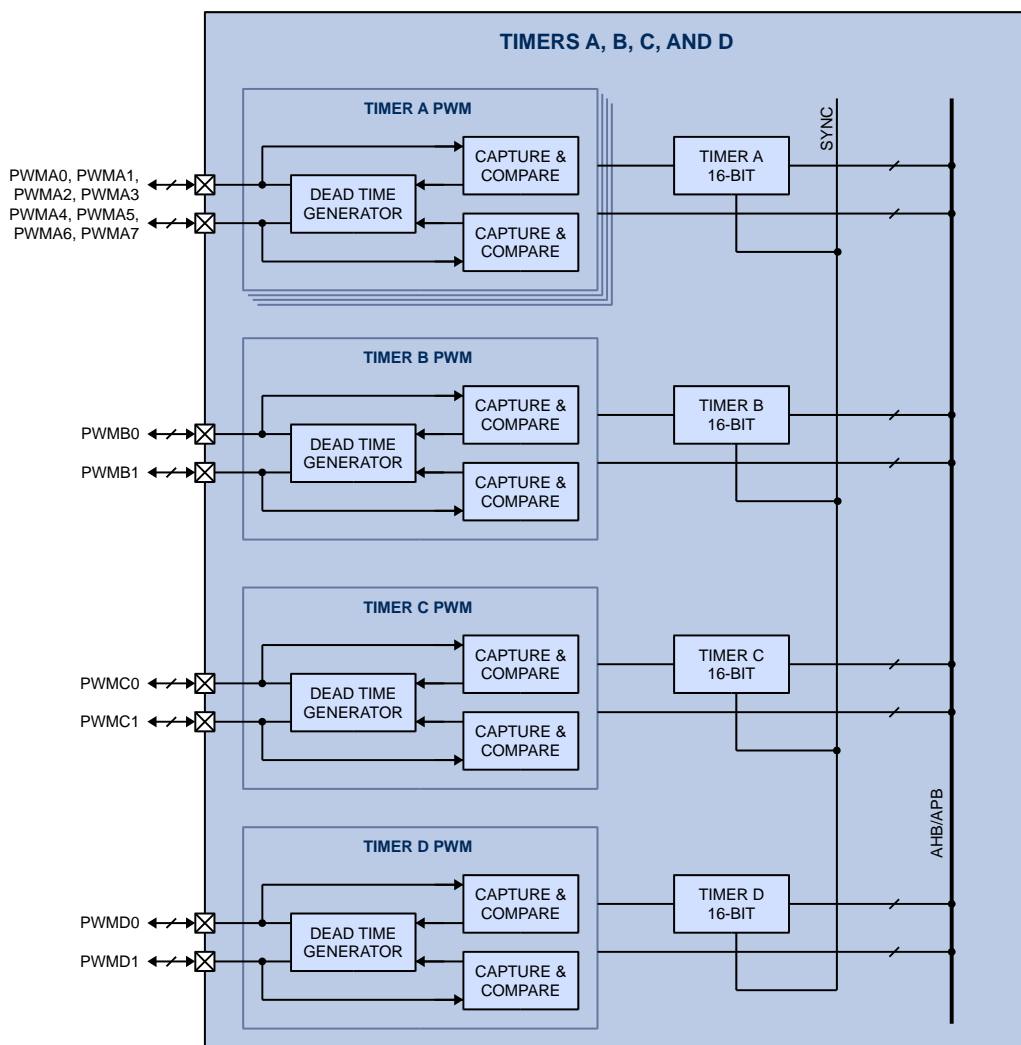 TIMERS A, B, C, AND D
TIMER A PWM
SYNC
CAPTURE &
COMPARE
TIMER A
16-BIT
PWMA0, PWMA1,
PWMA2, PWMA3
DEAD TIME
GENERATOR
PWMA4, PWMA5,
PWMA6, PWMA7
CAPTURE &
COMPARE
TIMER B PWM
CAPTURE &
COMPARE
TIMER B
16-BIT
PWMB0
DEAD TIME
GENERATOR
PWMB1
CAPTURE &
COMPARE
TIMER C PWM
CAPTURE &
COMPARE
TIMER C
16-BIT
PWMC0
DEAD TIME
GENERATOR
PWMC1
CAPTURE &
COMPARE
AHB/APB
TIMER D PWM
CAPTURE &
COMPARE
TIMER D
16-BIT
PWMD0
DEAD TIME
GENERATOR
PWMD1
CAPTURE &
COMPARE